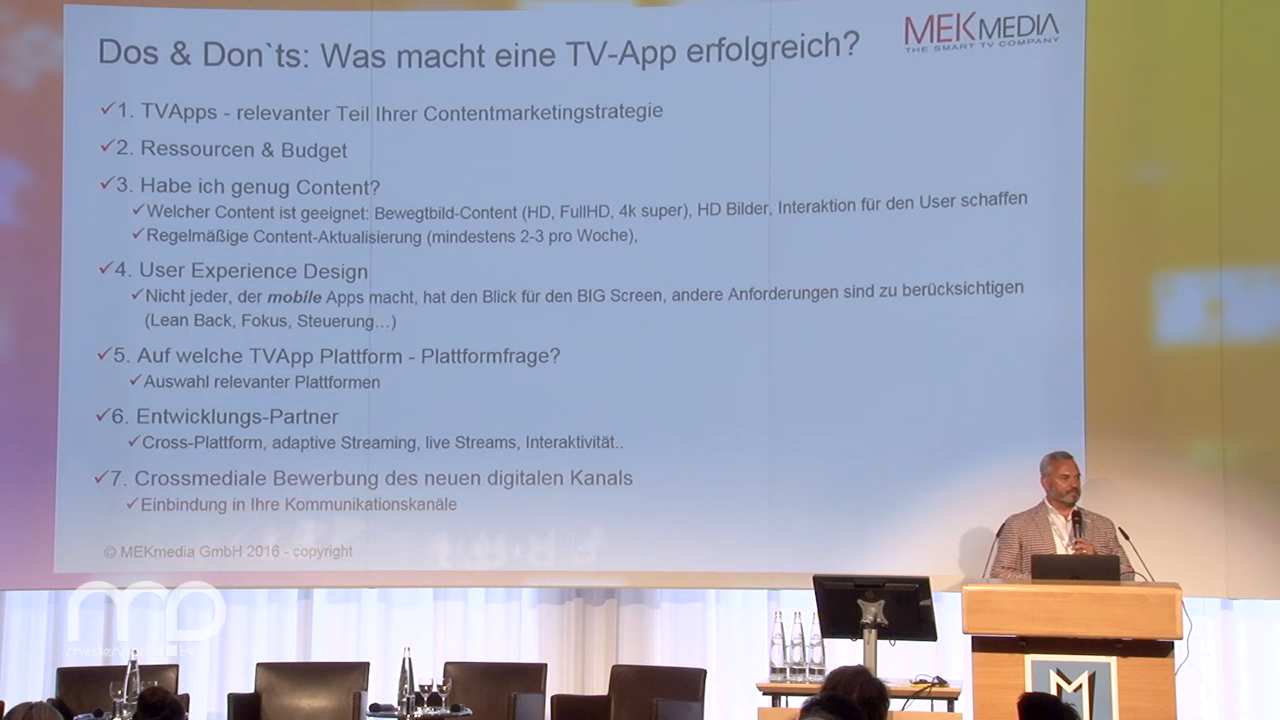 Dos & Don`ts: Was macht eine TV-App erfolgreich?
MEKMEDIA
THE SMART TV COMPANY
✓1. TVApps - relevanter Teil Ihrer Contentmarketingstrategie
✓2. Ressourcen & Budget
✓3. Habe ich genug Content?
✓Welcher Content ist geeignet: Bewegtbild-Content (HD, FullHD, 4k super), HD Bilder, Interaktion für den User schaffen
✓Regelmäßige Content-Aktualisierung (mindestens 2-3 pro Woche),
✓4. User Experience Design
✓Nicht jeder, der mobile Apps macht, hat den Blick für den BIG Screen, andere Anforderungen sind zu berücksichtigen
(Lean Back, Fokus, Steuerung...)
✓5. Auf welche TVApp Plattform - Plattformfrage?
✓Auswahl relevanter Plattformen
✓6. Entwicklungs-Partner
✓Cross-Plattform, adaptive Streaming, live Streams, Interaktivität..
✓7. Crossmediale Bewerbung des neuen digitalen Kanals
✓Einbindung in Ihre Kommunikationskanäle
© MEKmedia GmbH 2016 - copyright
M